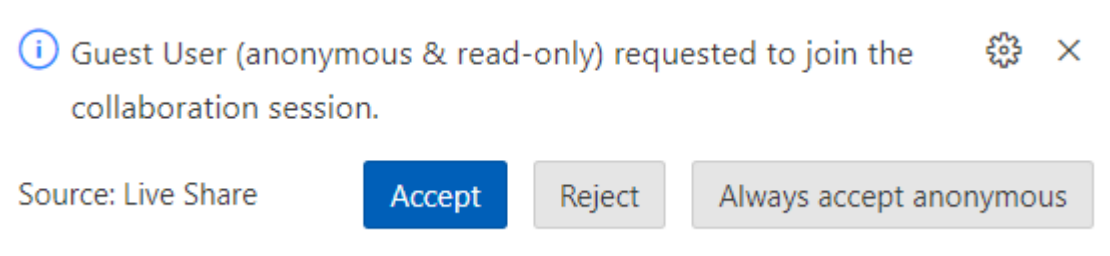 Guest User (anonymous & read-only) requested to join the
collaboration session.
Source: Live Share
Accept
Reject
Always accept anonymous